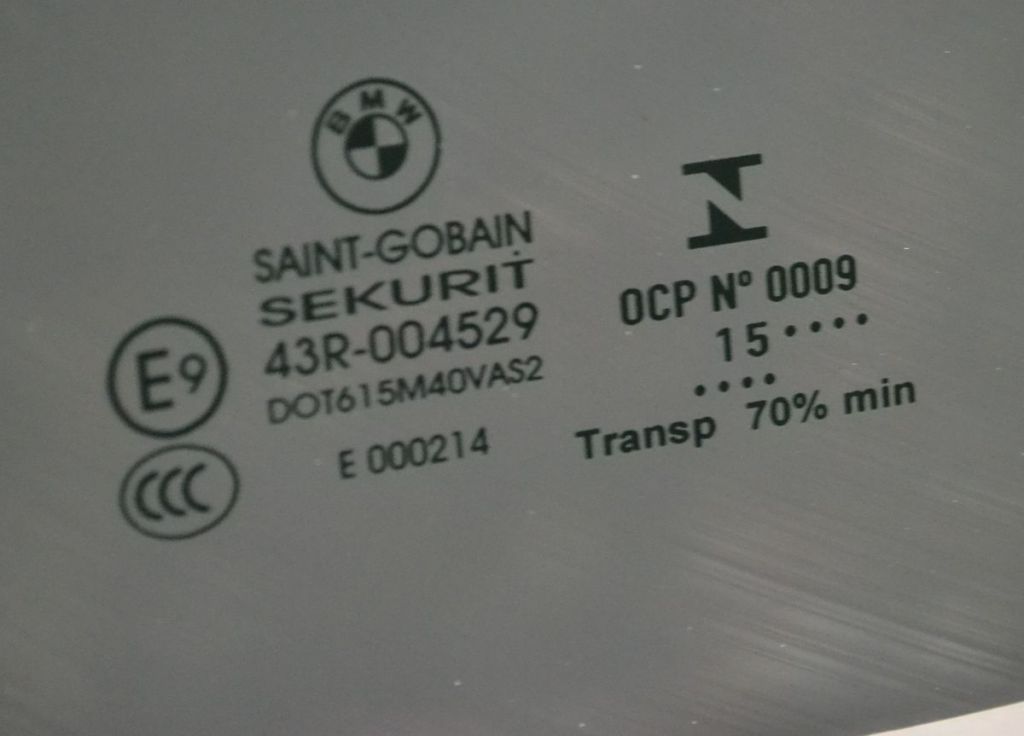 BMW
SAINT-GOBAIN
SEKURIT
43R-004529
DOT615M40VAS2
E 000214
E9
CCC
OCP Nº 0009
15 ••••
••••
Transp 70% min